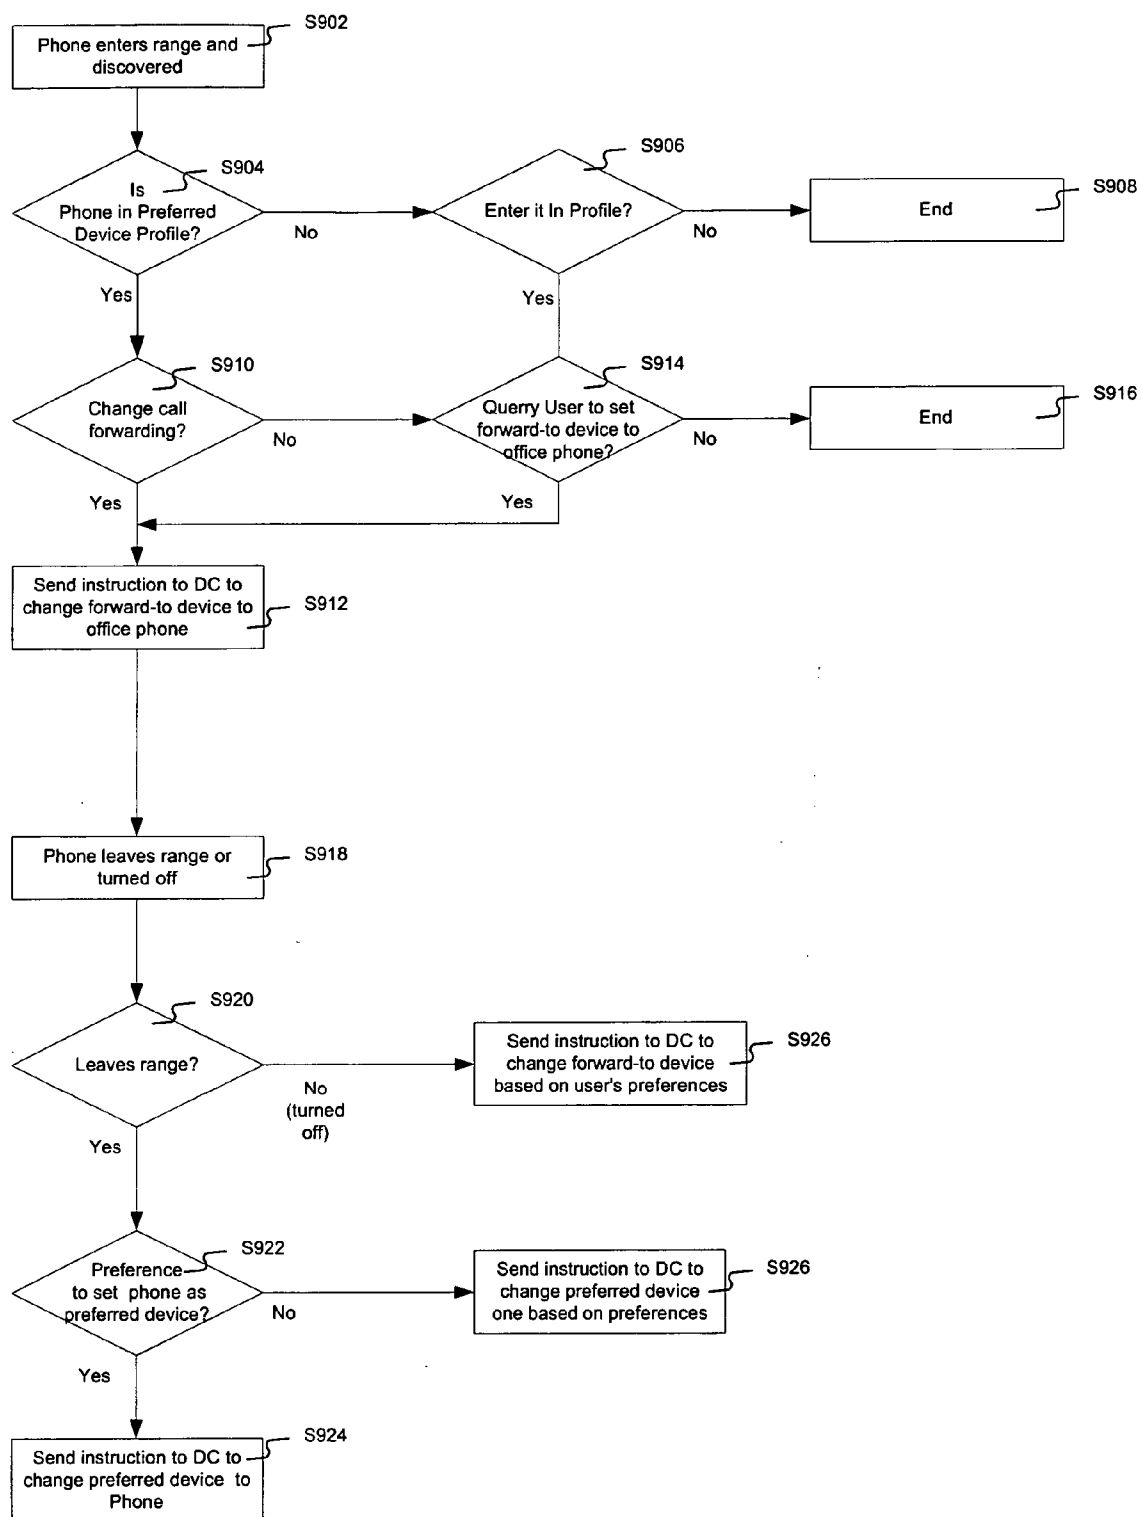 S902
Phone enters range and
discovered
S904
Is
Phone in Preferred
Device Profile?
No
Yes
S906
Enter it In Profile?
No
Yes
S908
End
S910
Change call
forwarding?
No
Yes
S914
Querry User to set
forward-to device to
office phone?
No
Yes
S916
End
Send instruction to DC to
change forward-to device to
office phone
S912
Phone leaves range or
turned off
S918
S920
Leaves range?
No
(turned
off)
Yes
Send instruction to DC to
change forward-to device
based on user's preferences
S926
S922
Preference
to set phone as
preferred device?
No
Yes
Send instruction to DC to
change preferred device
one based on preferences
S926
S924
Send instruction to DC to
change preferred device to
Phone